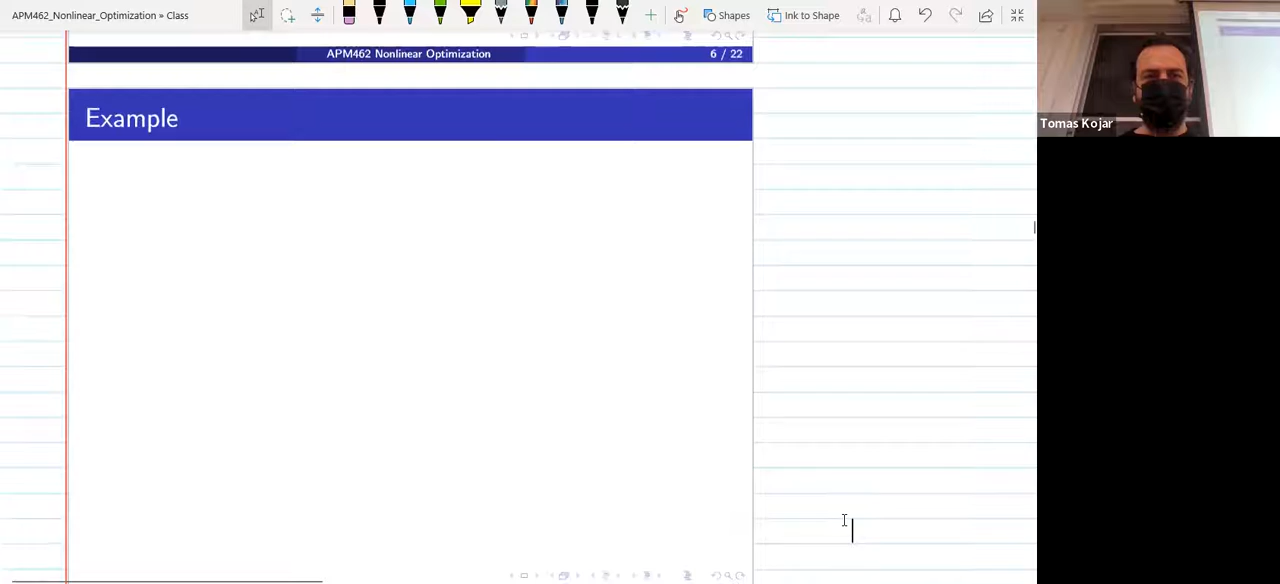 APM462_Nonlinear_Optimization » Class
Shapes
Ink to Shape
APM462 Nonlinear Optimization
6 / 22
Example
Tomas Kojar